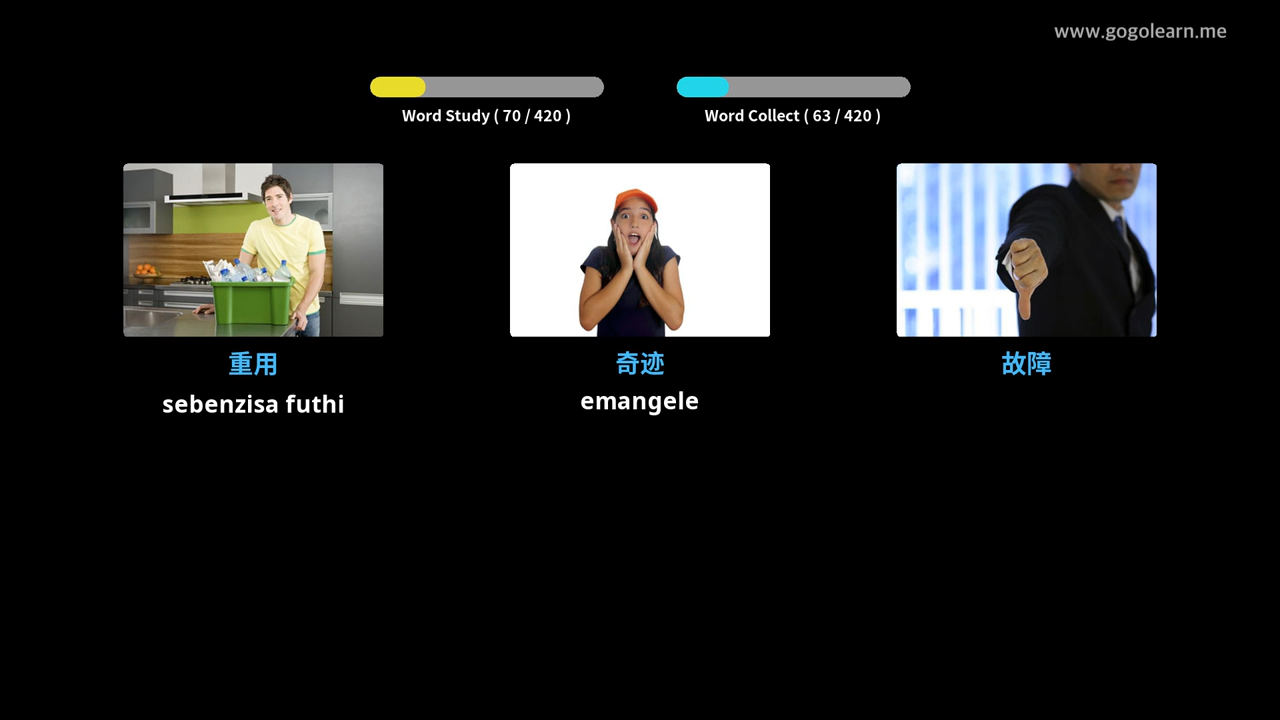 www.gogolearn.me
Word Study ( 70 / 420 )
Word Collect ( 63 / 420 )
重用
奇迹
故障
sebenzisa futhi
emangele